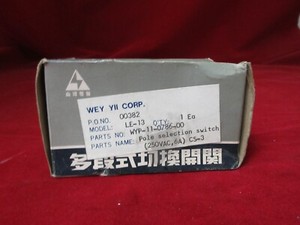 WEY YII CORP.
P.O NO. 00382
MODEL: LE-13 Q'TY: 1 Ea
PARTS NO: WYP-11-0786-00
PARTS NAME: Pole selection switch
(250VAC,8A) CS-3
多段式切換開關